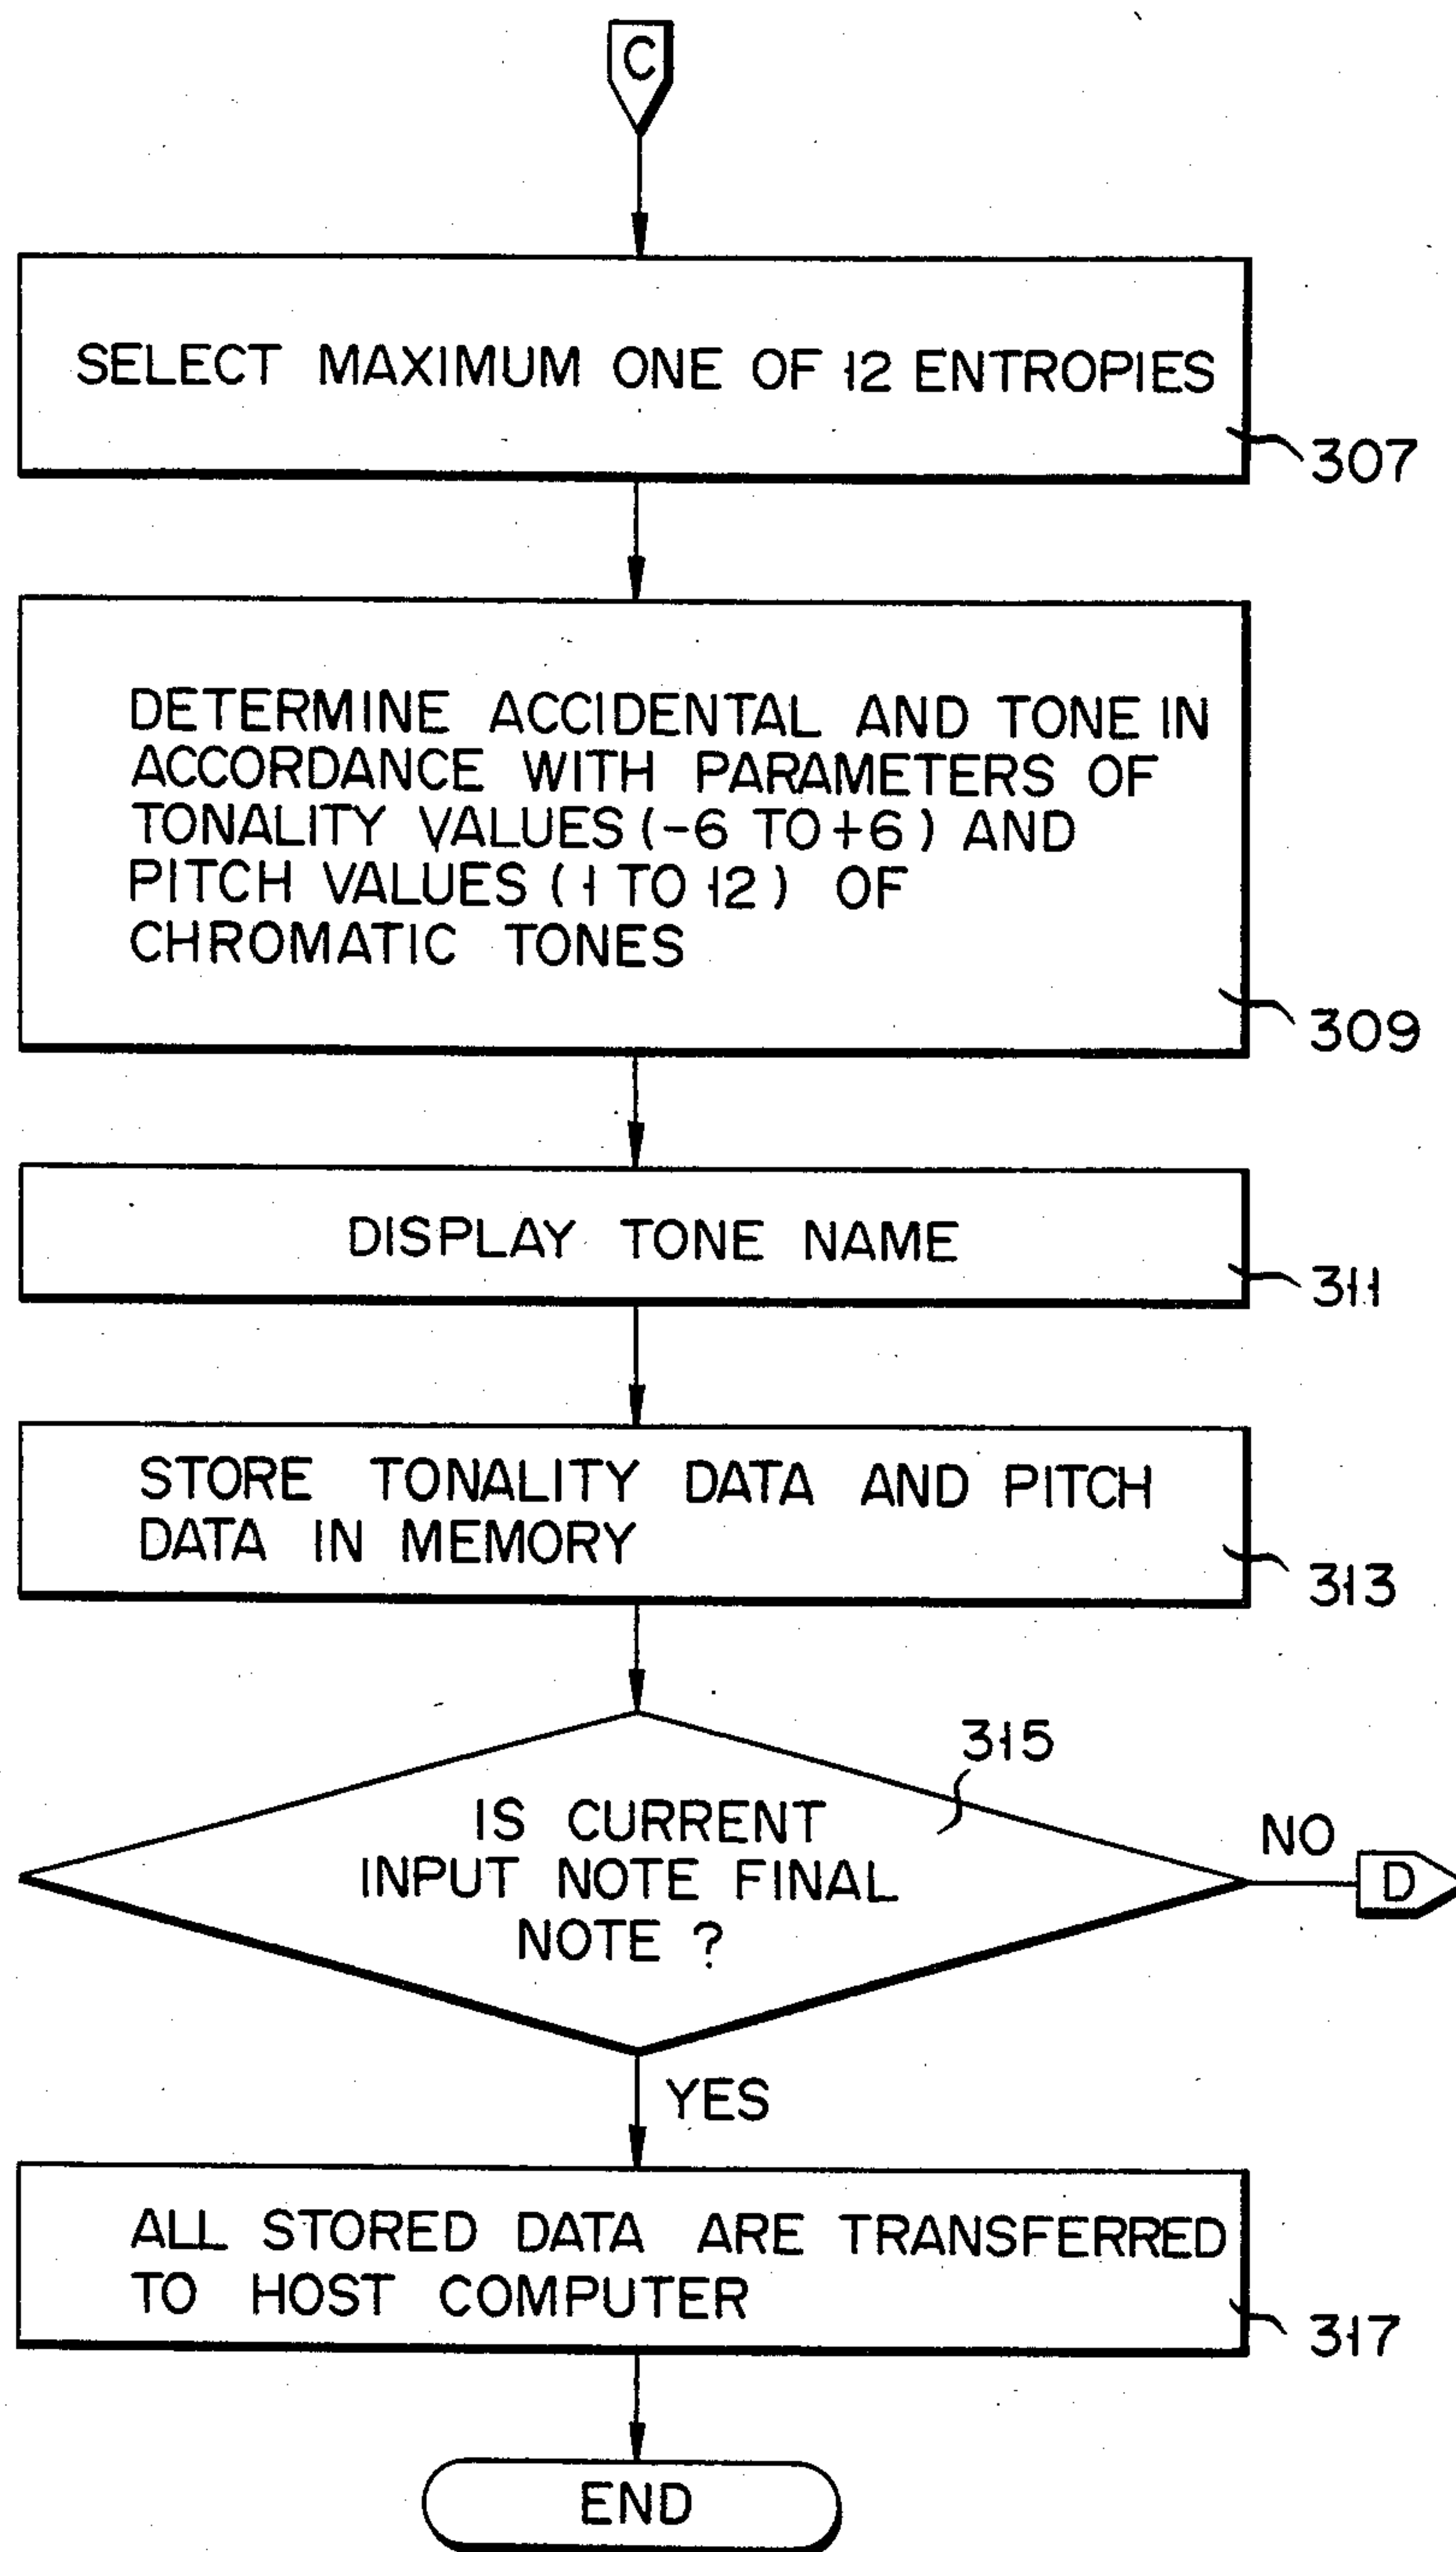 C
SELECT MAXIMUM ONE OF 12 ENTROPIES
307
DETERMINE ACCIDENTAL AND TONE IN
ACCORDANCE WITH PARAMETERS OF
TONALITY VALUES (-6 TO +6) AND
PITCH VALUES (1 TO 12) OF
CHROMATIC TONES
309
DISPLAY TONE NAME
311
STORE TONALITY DATA AND PITCH
DATA IN MEMORY
313
315
IS CURRENT
INPUT NOTE FINAL
NOTE ?
NO
D
YES
ALL STORED DATA ARE TRANSFERRED
TO HOST COMPUTER
317
END